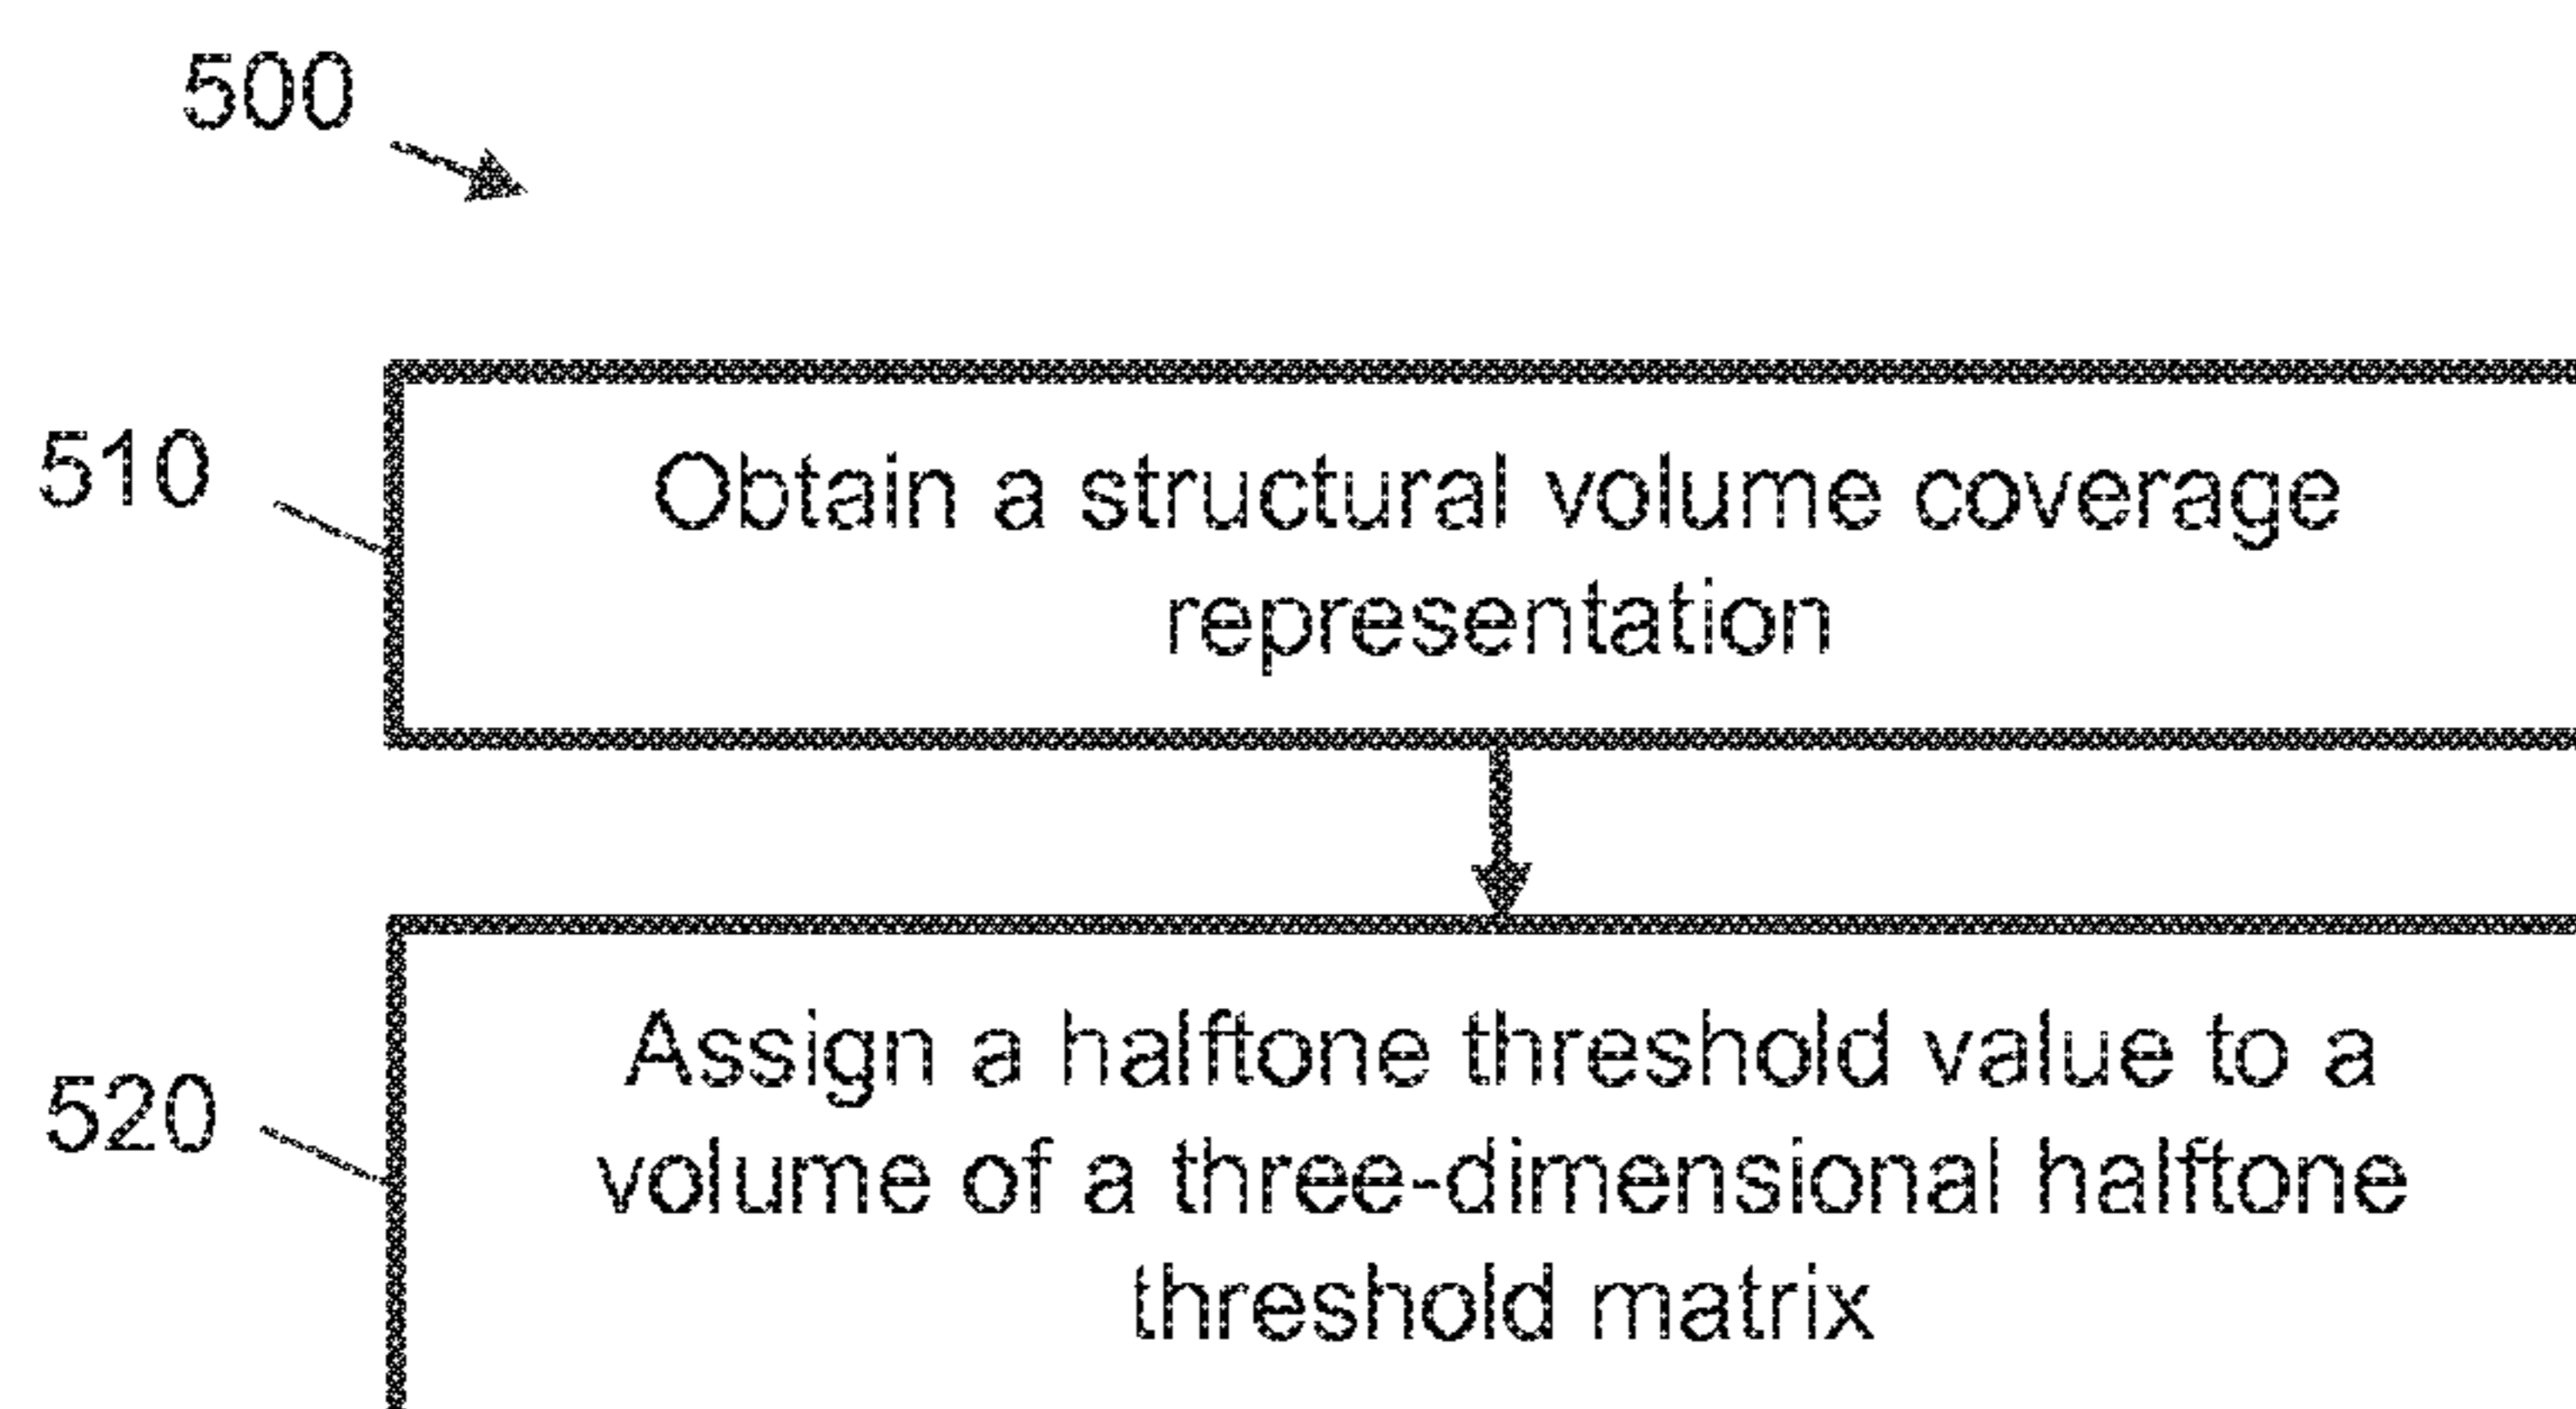 500
510
Obtain a structural volume coverage
representation
520
Assign a halftone threshold value to a
volume of a three-dimensional halftone
threshold matrix